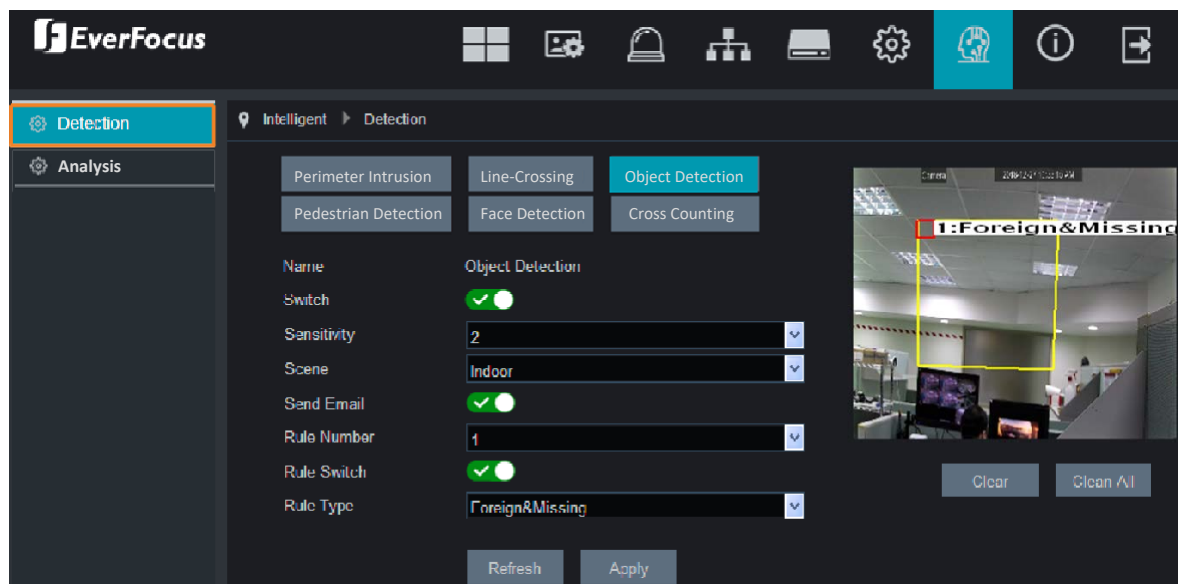 EverFocus
Detection
Analysis
Intelligent Detection
Perimeter Intrusion Line-Crossing Object Detection
Pedestrian Detection Face Detection Cross Counting
Name Object Detection
Switch
Sensitivity 2
Scene Indoor
Send Email
Rule Number 1
Rule Switch
Rule Type Foreign&Missing
Refresh Apply
Camera
1:Foreign&Missing
Clear Clean All